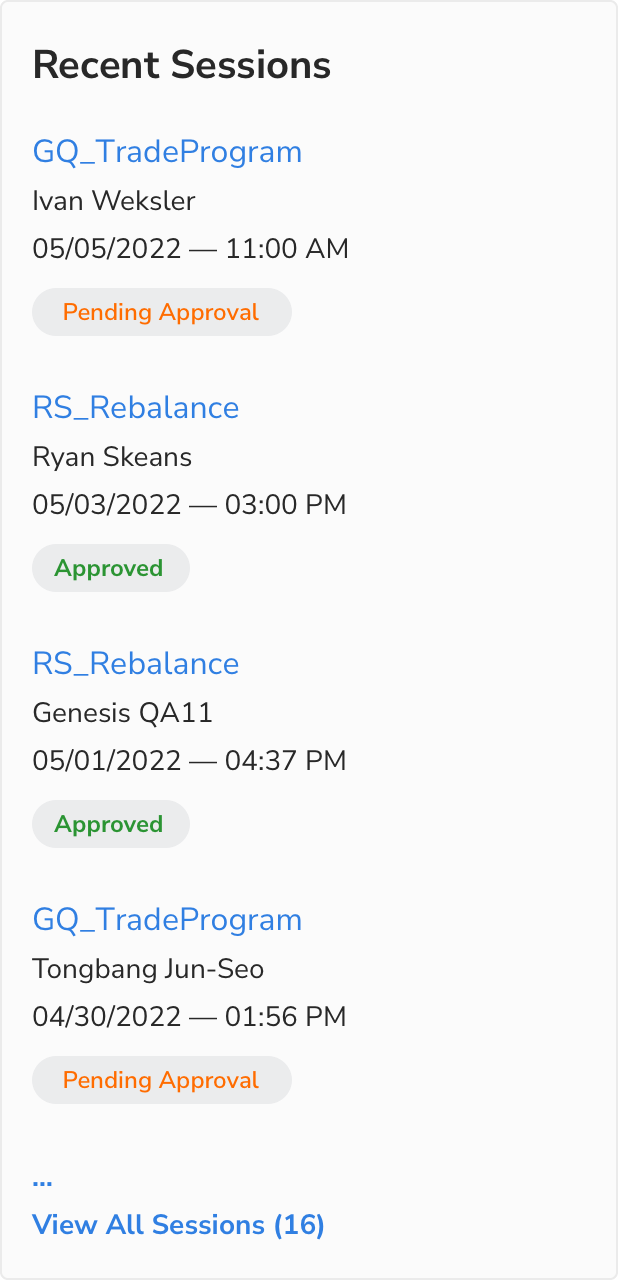 Recent Sessions
GQ_TradeProgram
Ivan Weksler
05/05/2022 — 11:00 AM
Pending Approval
RS_Rebalance
Ryan Skeans
05/03/2022 — 03:00 PM
Approved
RS_Rebalance
Genesis QA11
05/01/2022 — 04:37 PM
Approved
GQ_TradeProgram
Tongbang Jun-Seo
04/30/2022 — 01:56 PM
Pending Approval
...
View All Sessions (16)